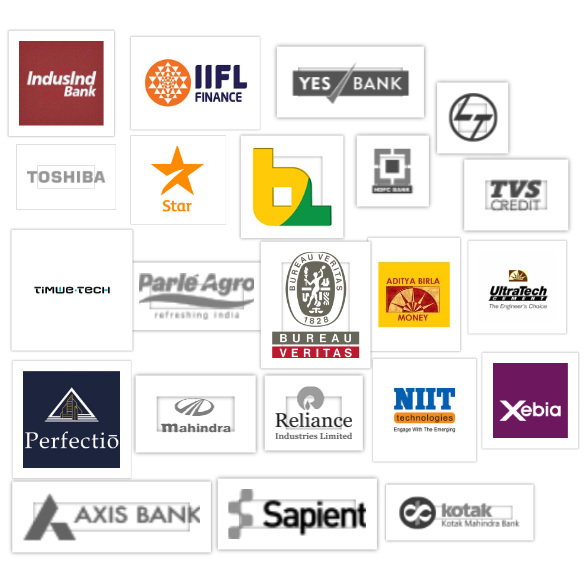 IndusInd
Bank
IIFL
FINANCE
YES BANK
LT
TOSHIBA
Star
bL
HDFC BANK
TVS
CREDIT
TiMWE·TECH
Parle Agro
refreshing india
BUREAU VERITAS
1828
BUREAU
VERITAS
ADITYA BIRLA
MONEY
UltraTech
CEMENT
The Engineer's Choice
Perfectiō
Mahindra
Reliance
Industries Limited
NIIT
technologies
Engage With The Emerging
Xebia
AXIS BANK
Sapient
kotak
Kotak Mahindra Bank